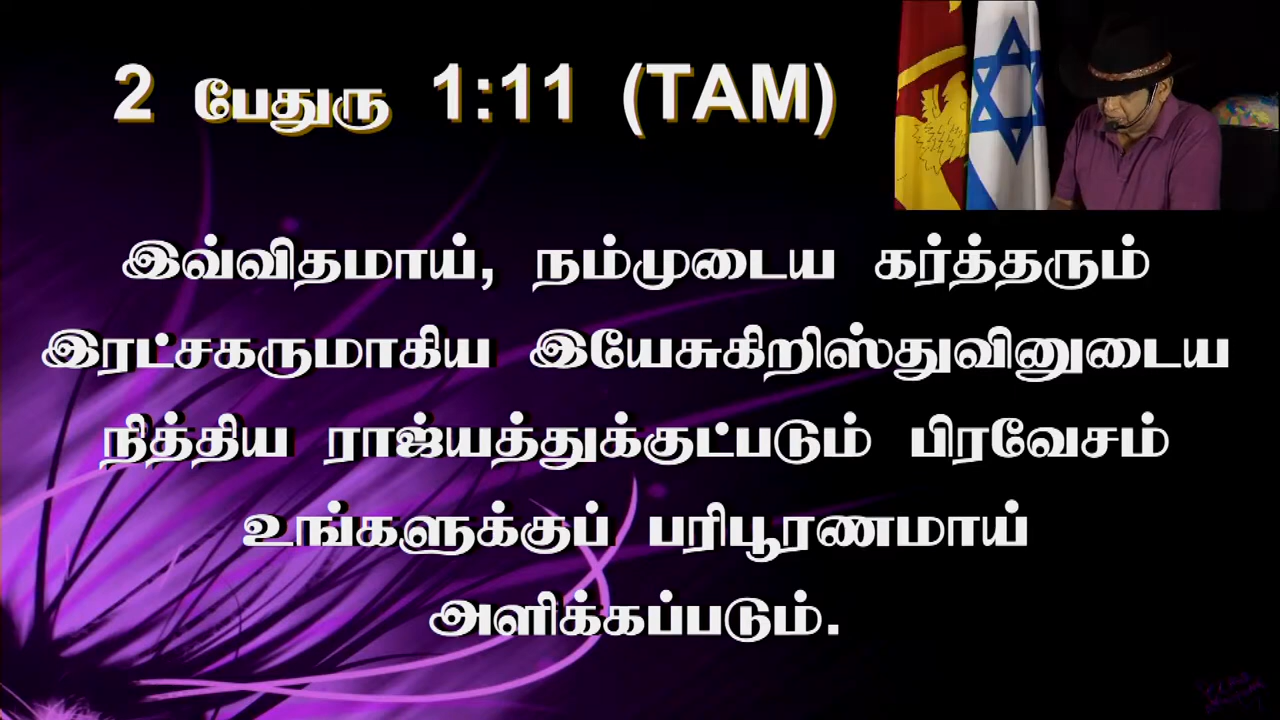 2 பேதுரு 1:11 (TAM)
இவ்விதமாய், நம்முடைய கர்த்தரும்
இரட்சகருமாகிய இயேசுகிறிஸ்துவினுடைய
நித்திய ராஜ்யத்துக்குட்படும் பிரவேசம்
உங்களுக்குப் பரிபூரணமாய்
அளிக்கப்படும்.